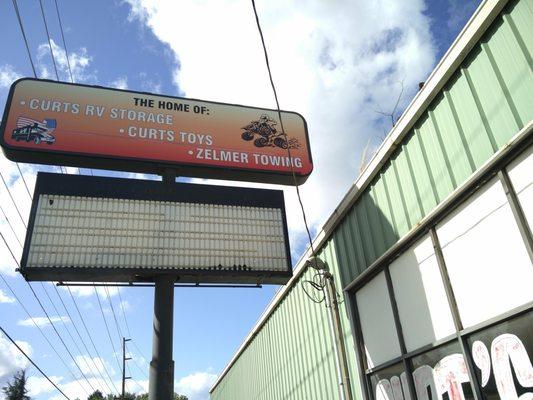 THE HOME OF:
• CURTS RV STORAGE
• CURTS TOYS
• ZELMER TOWING